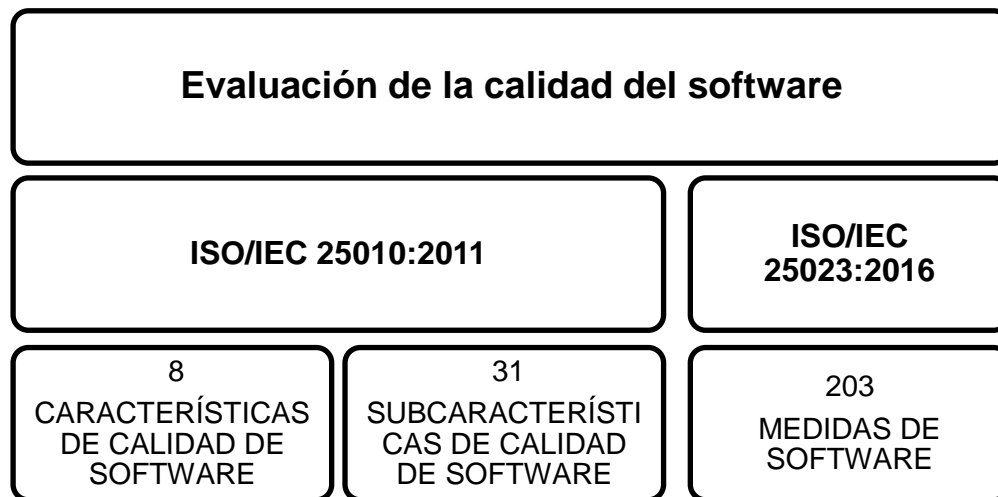 Evaluación de la calidad del software
ISO/IEC 25010:2011
ISO/IEC
25023:2016
8
CARACTERÍSTICAS
DE CALIDAD DE
SOFTWARE
31
SUBCARACTERÍSTI
CAS DE CALIDAD
DE SOFTWARE
203
MEDIDAS DE
SOFTWARE